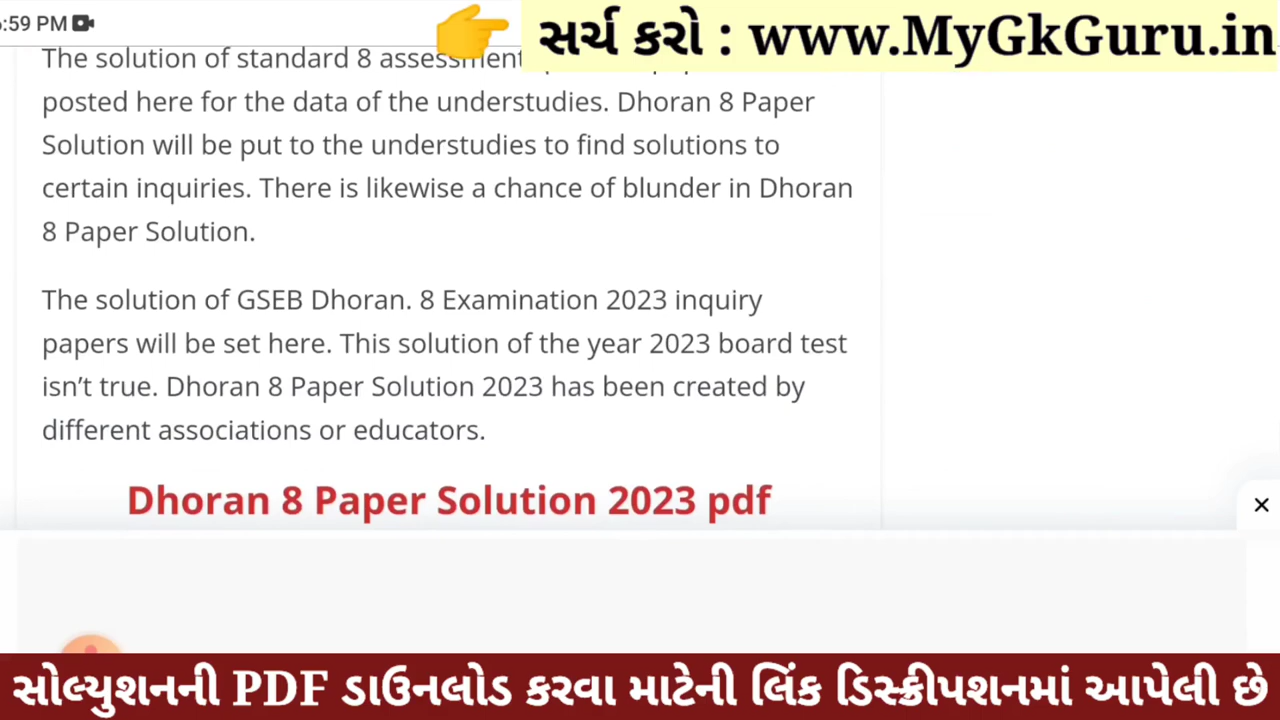 :59 PM
👉 સર્ચ કરો : www.MyGkGuru.in
The solution of standard 8 assessment
posted here for the data of the understudies. Dhoran 8 Paper
Solution will be put to the understudies to find solutions to
certain inquiries. There is likewise a chance of blunder in Dhoran
8 Paper Solution.
The solution of GSEB Dhoran. 8 Examination 2023 inquiry
papers will be set here. This solution of the year 2023 board test
isn’t true. Dhoran 8 Paper Solution 2023 has been created by
different associations or educators.
Dhoran 8 Paper Solution 2023 pdf
સોલ્યુશનની PDF ડાઉનલોડ કરવા માટેની લિંક ડિસ્ક્રીપશનમાં આપેલી છે